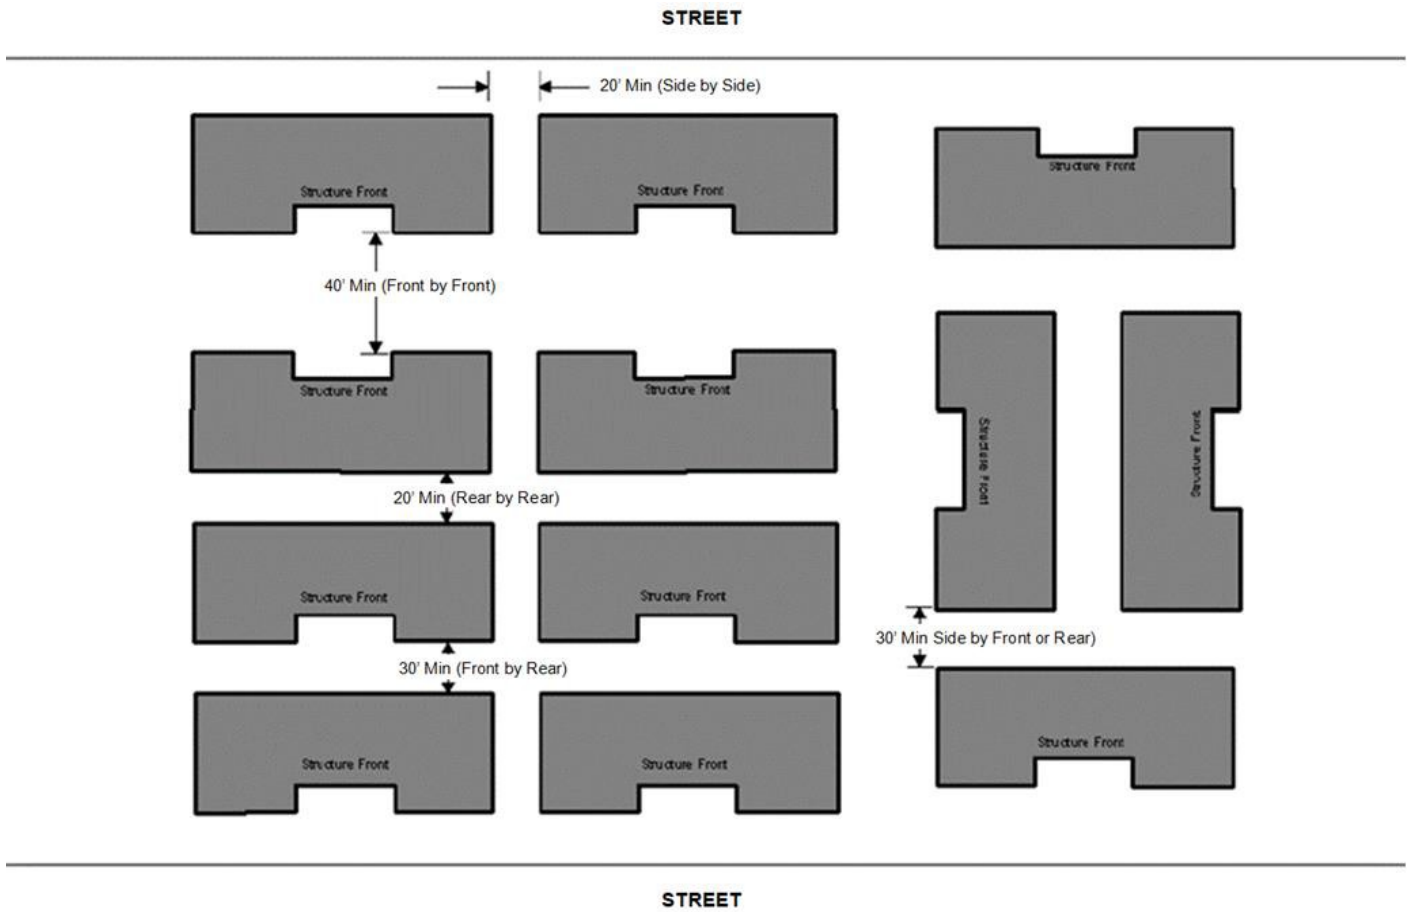 STREET
20' Min (Side by Side)
Structure Front
Structure Front
Structure Front
40' Min (Front by Front)
Structure Front
Structure Front
Structure Front
Structure Front
20' Min (Rear by Rear)
Structure Front
Structure Front
30' Min Side by Front or Rear)
30' Min (Front by Rear)
Structure Front
Structure Front
Structure Front
STREET